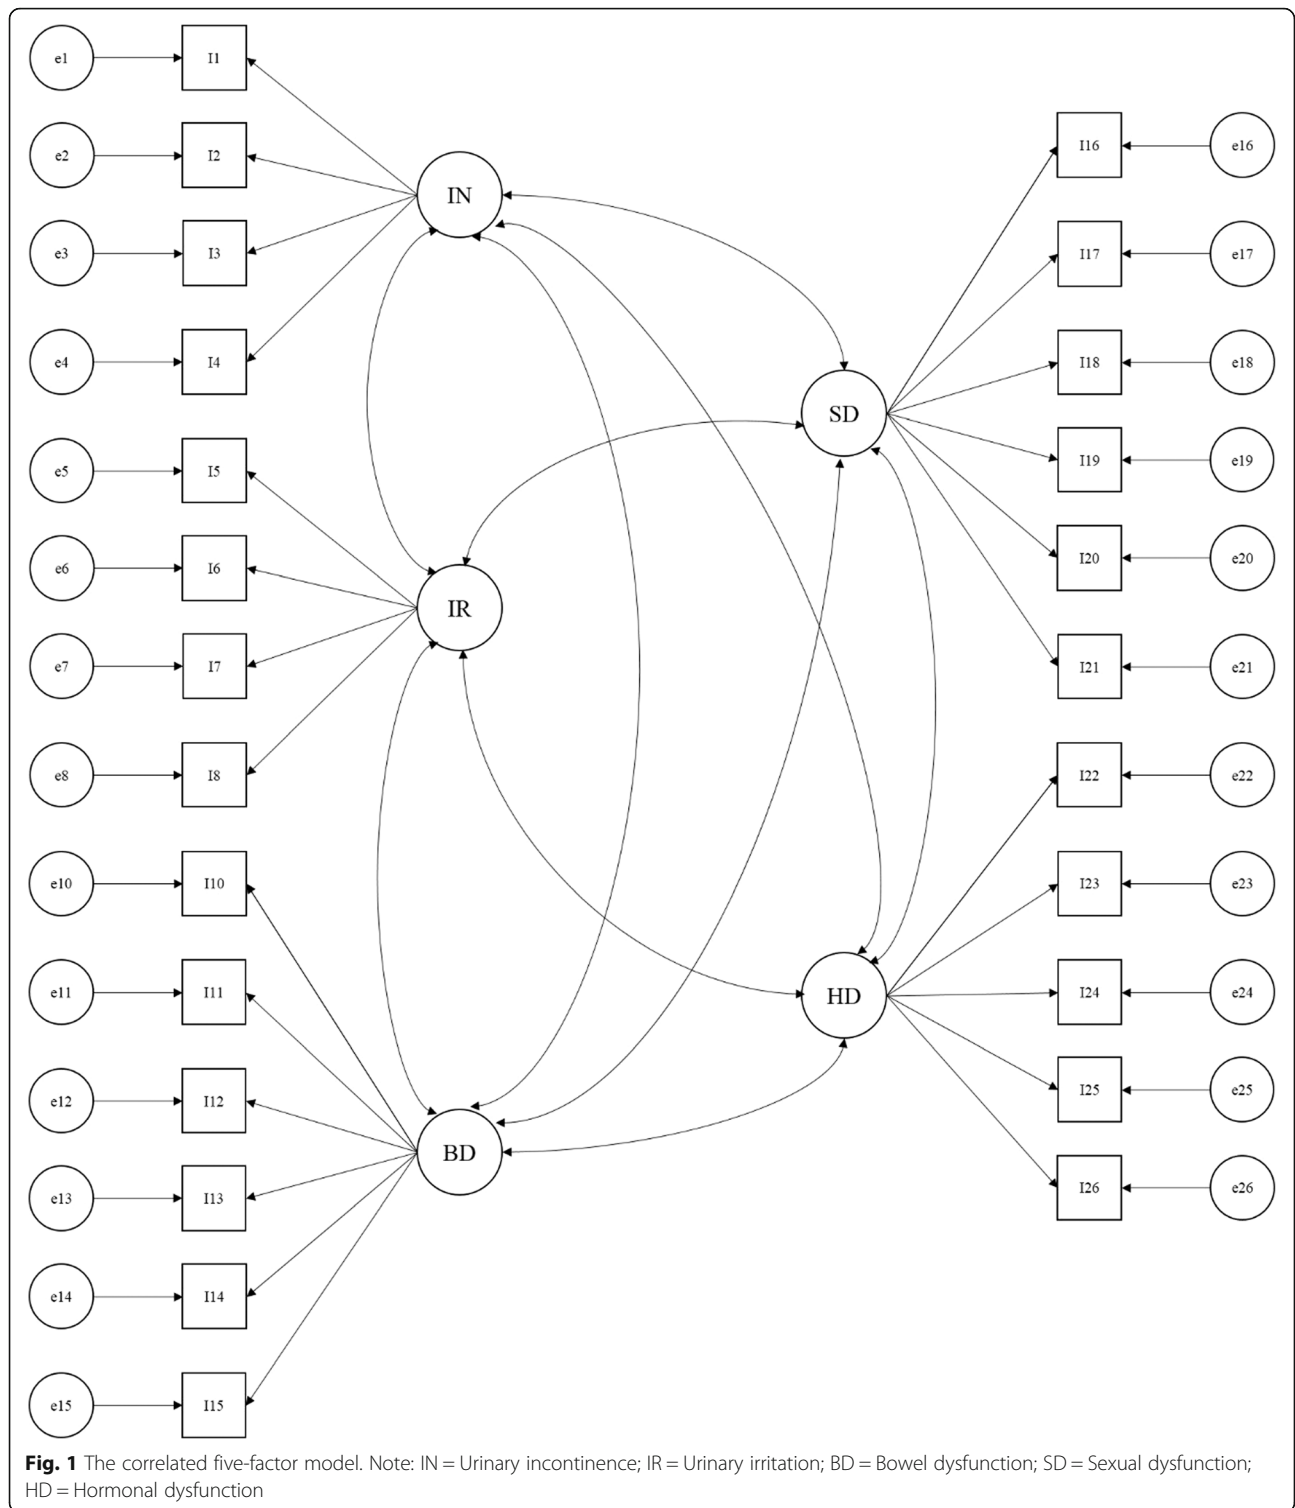 e1 I1
I16 e16
e2 I2
IN
e3 I3
I17 e17
e4 I4
I18 e18
SD
e5 I5
I19 e19
e6 I6
I20 e20
IR
e7 I7
I21 e21
e8 I8
I22 e22
e10 I10
I23 e23
e11 I11
HD
I24 e24
e12 I12
I25 e25
BD
e13 I13
I26 e26
e14 I14
e15 I15
Fig. 1 The correlated five-factor model. Note: IN = Urinary incontinence; IR = Urinary irritation; BD = Bowel dysfunction; SD = Sexual dysfunction;
HD = Hormonal dysfunction